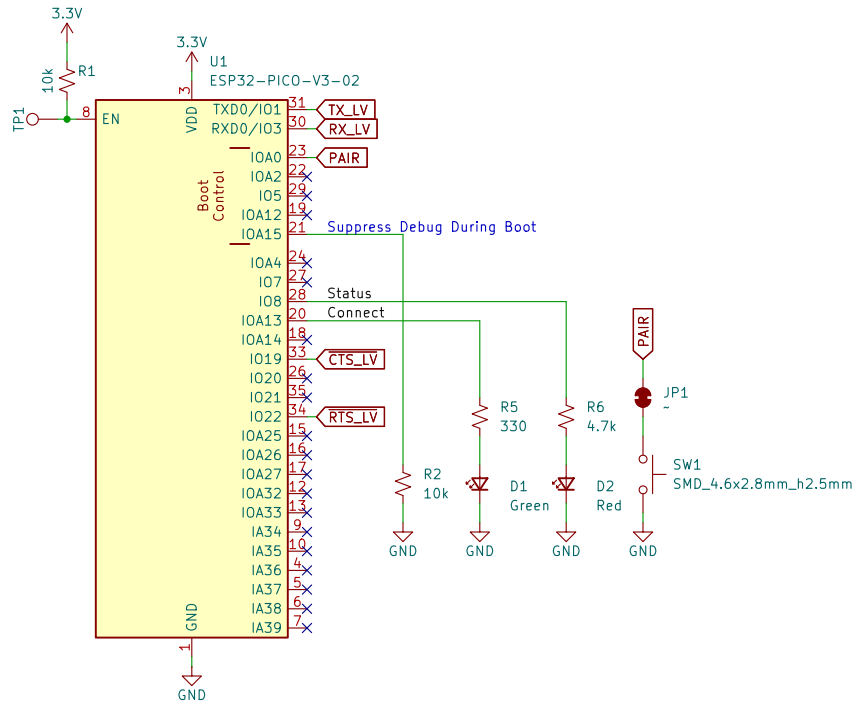 3.3V
R1
10k
TP1
3.3V
U1
ESP32-PICO-V3-02
3
VDD
8
EN
Boot
Control
TXD0/IO1 31 TX_LV
RXD0/IO3 30 RX_LV
IOA0 23 PAIR
IOA2 22
IO5 29
IOA12 19
IOA15 21 Suppress Debug During Boot
IOA4 24
IO7 27
IO8 28 Status
IOA13 20 Connect
IOA14 18
IO19 33 CTS_LV
IO20 26
IO21 35
IO22 34 RTS_LV
IOA25 15
IOA26 16
IOA27 17
IOA32 12
IOA33 13
IA34 9
IA35 10
IA36 4
IA37 5
IA38 6
IA39 7
GND
1
GND
R2
10k
GND
R5
330
D1
Green
GND
R6
4.7k
D2
Red
GND
PAIR
JP1
~
SW1
SMD_4.6x2.8mm_h2.5mm
GND